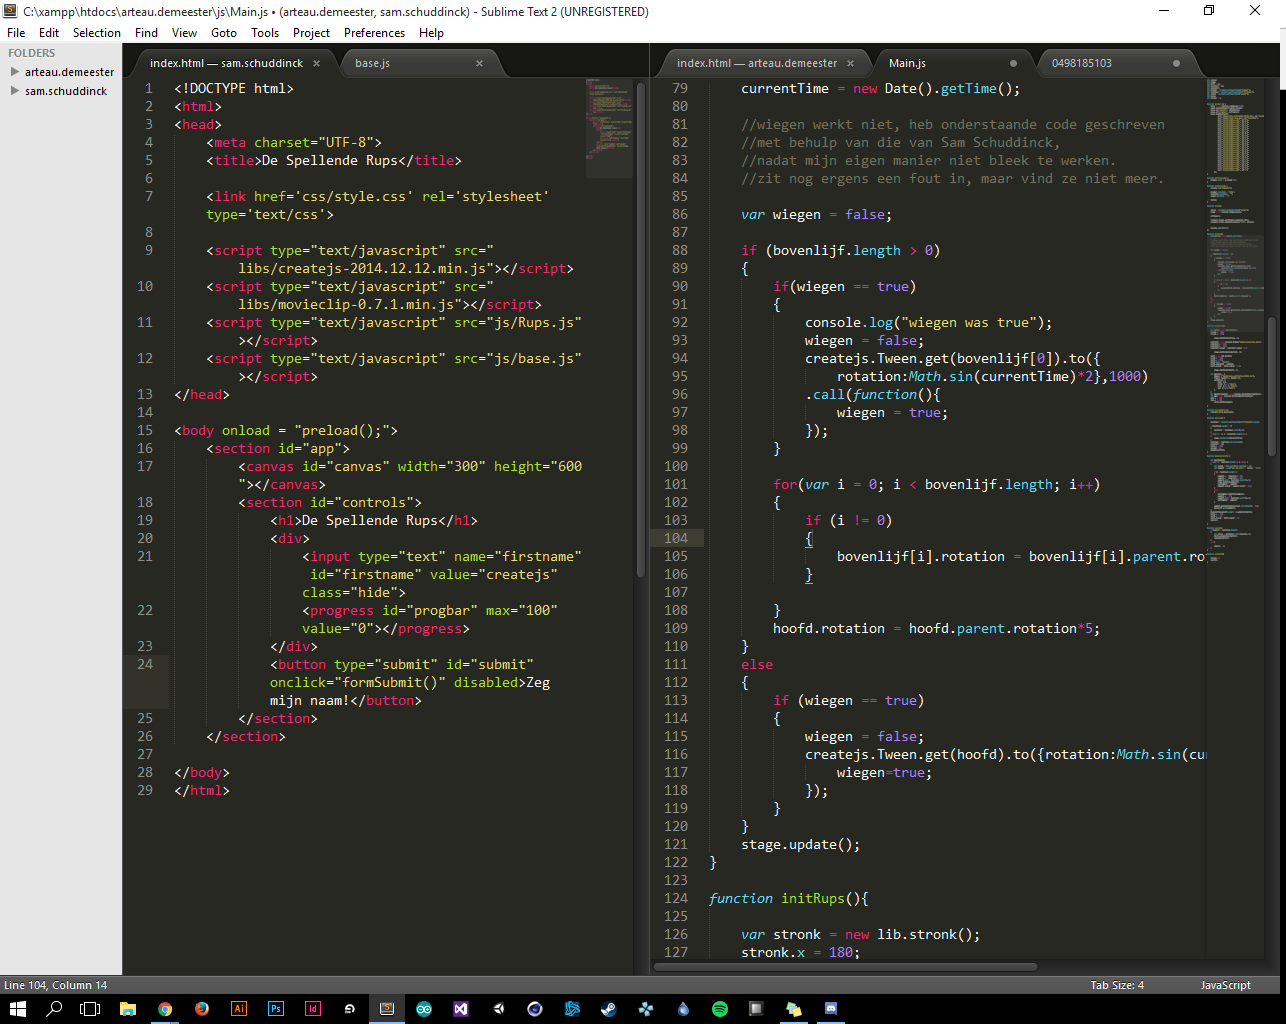 C:\xampp\htdocs\arteau.demeester\js\Main.js • (arteau.demeester, sam.schuddinck) - Sublime Text 2 (UNREGISTERED)
File Edit Selection Find View Goto Tools Project Preferences Help
FOLDERS
arteau.demeester
sam.schuddinck
index.html — sam.schuddinck × base.js ×
1 <!DOCTYPE html>
2 <html>
3 <head>
4 <meta charset="UTF-8">
5 <title>De Spellende Rups</title>
6
7 <link href='css/style.css' rel='stylesheet'
type='text/css'>
8
9 <script type="text/javascript" src="
libs/createjs-2014.12.12.min.js"></script>
10 <script type="text/javascript" src="
libs/movieclip-0.7.1.min.js"></script>
11 <script type="text/javascript" src="js/Rups.js"
></script>
12 <script type="text/javascript" src="js/base.js"
></script>
13 </head>
14
15 <body onload = "preload();">
16 <section id="app">
17 <canvas id="canvas" width="300" height="600
"></canvas>
18 <section id="controls">
19 <h1>De Spellende Rups</h1>
20 <div>
21 <input type="text" name="firstname"
id="firstname" value="createjs"
class="hide">
22 <progress id="progbar" max="100"
value="0"></progress>
23 </div>
24 <button type="submit" id="submit"
onclick="formSubmit()" disabled>Zeg
mijn naam!</button>
25 </section>
26 </section>
27
28 </body>
29 </html>
index.html — arteau.demeester × Main.js 0498185103
79 currentTime = new Date().getTime();
80
81 //wiegen werkt niet, heb onderstaande code geschreven
82 //met behulp van die van Sam Schuddinck,
83 //nadat mijn eigen manier niet bleek te werken.
84 //zit nog ergens een fout in, maar vind ze niet meer.
85
86 var wiegen = false;
87
88 if (bovenlijf.length > 0)
89 {
90 if(wiegen == true)
91 {
92 console.log("wiegen was true");
93 wiegen = false;
94 createjs.Tween.get(bovenlijf[0]).to({
95 rotation:Math.sin(currentTime)*2},1000)
96 .call(function(){
97 wiegen = true;
98 });
99 }
100
101 for(var i = 0; i < bovenlijf.length; i++)
102 {
103 if (i != 0)
104 {
105 bovenlijf[i].rotation = bovenlijf[i].parent.ro
106 }
107
108 }
109 hoofd.rotation = hoofd.parent.rotation*5;
110 }
111 else
112 {
113 if (wiegen == true)
114 {
115 wiegen = false;
116 createjs.Tween.get(hoofd).to({rotation:Math.sin(cu
117 wiegen=true;
118 });
119 }
120 }
121 stage.update();
122 }
123
124 function initRups(){
125
126 var stronk = new lib.stronk();
127 stronk.x = 180;
Line 104, Column 14 Tab Size: 4 JavaScript
Ai Ps Id